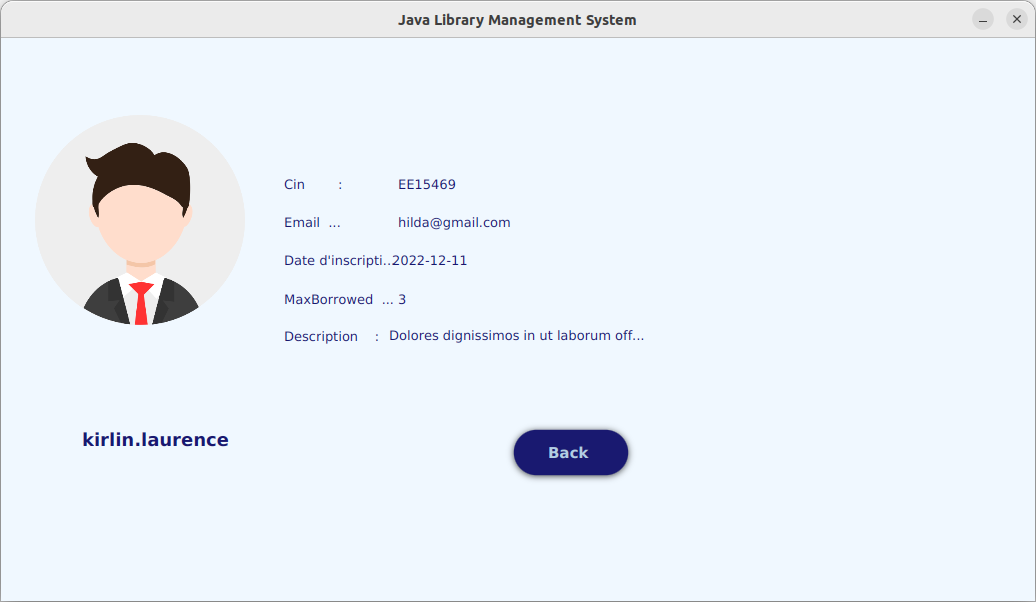 Java Library Management System
Cin : EE15469
Email ... hilda@gmail.com
Date d'inscripti...2022-12-11
MaxBorrowed ... 3
Description : Dolores dignissimos in ut laborum off...
kirlin.laurence
Back